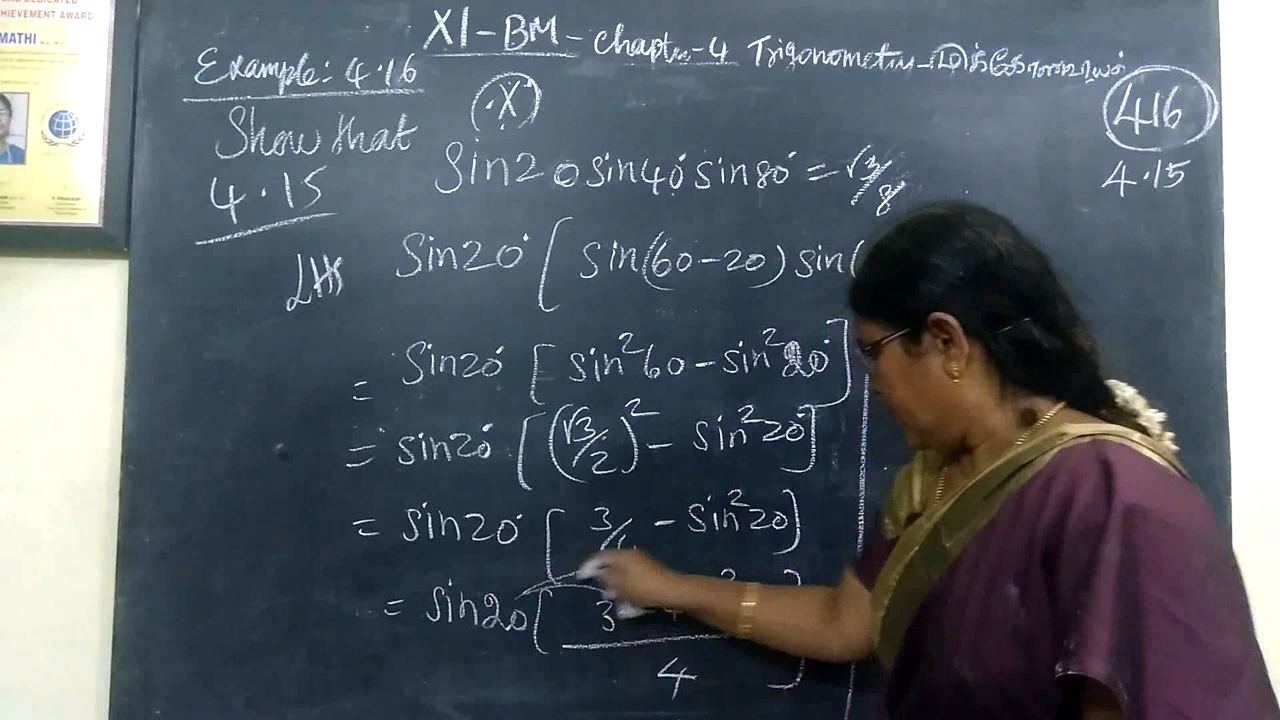 HIEVEMENT AWARD
MATHI
XI-BM-Chapter-4 Trigonometry-
Example: 4.16
(X)
416
4.15
Show that
4.15
Sin20 sin40° sin80° = √3/8
LHS Sin20° [ sin(60-20) sin(
= Sin20° [ sin²60 - sin²20° ]
= sin20° [ (√3/2)² - sin²20° ]
= sin20° [ 3/ - sin²20 ]
= sin20 [ 3
4